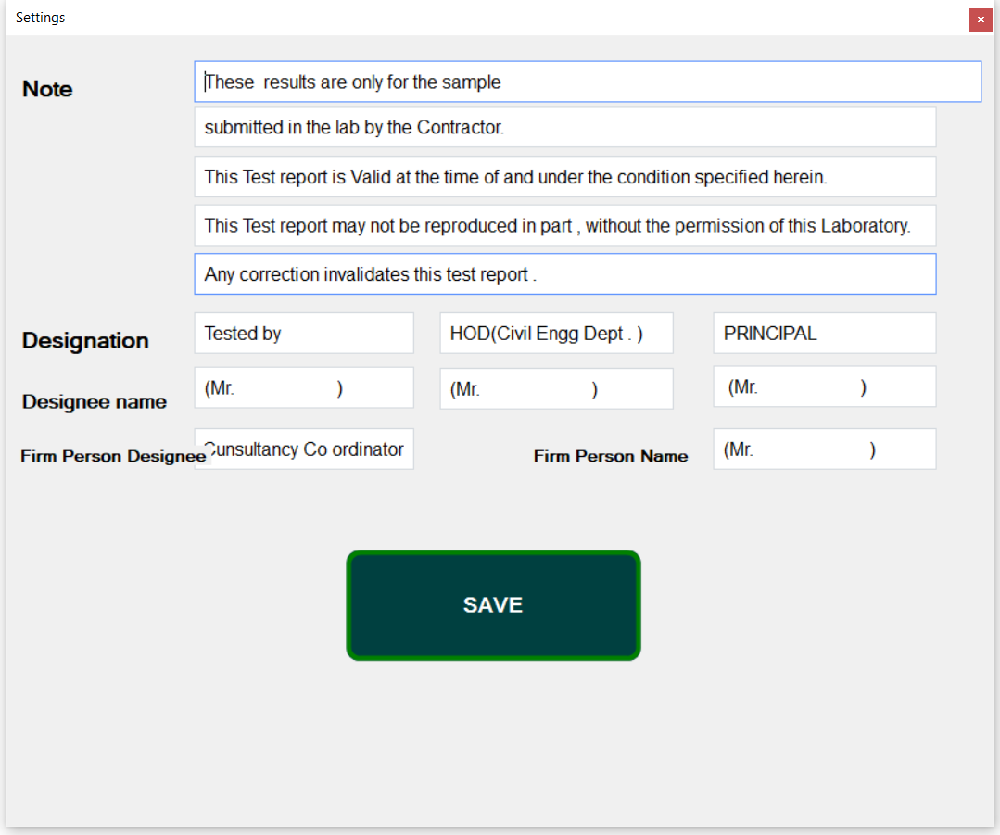 Settings
Note
These  results are only for the sample
submitted in the lab by the Contractor.
This Test report is Valid at the time of and under the condition specified herein.
This Test report may not be reproduced in part , without the permission of this Laboratory.
Any correction invalidates this test report .
Designation Tested by HOD(Civil Engg Dept . ) PRINCIPAL
Designee name (Mr. ) (Mr. ) (Mr. )
Firm Person Designee Cunsultancy Co ordinator Firm Person Name (Mr. )
SAVE